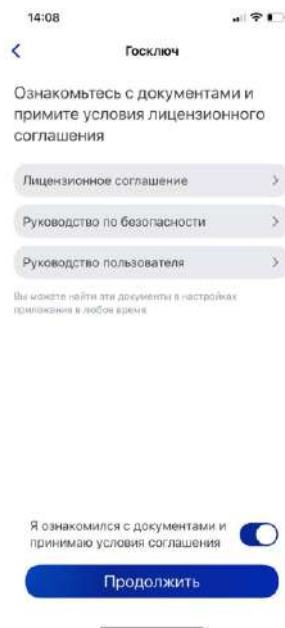 14:08
Госключ
Ознакомьтесь с документами и
примите условия лицензионного
соглашения
Лицензионное соглашение
Руководство по безопасности
Руководство пользователя
Вы можете найти эти документы в настройках
приложения в любое время
Я ознакомился с документами и
принимаю условия соглашения
Продолжить